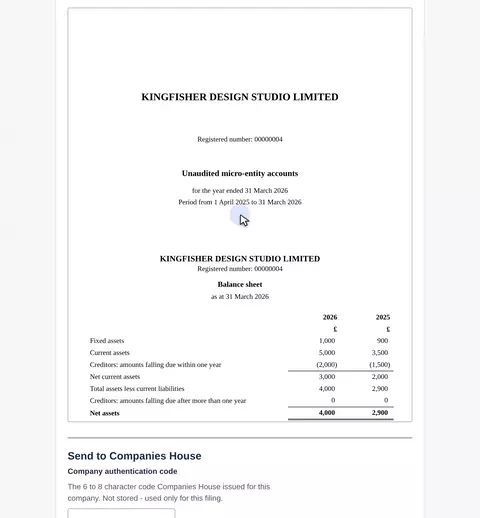 KINGFISHER DESIGN STUDIO LIMITED
Registered number: 00000004
Unaudited micro-entity accounts
for the year ended 31 March 2026
Period from 1 April 2025 to 31 March 2026
KINGFISHER DESIGN STUDIO LIMITED
Registered number: 00000004
Balance sheet
as at 31 March 2026
2026 2025
£ £
Fixed assets 1,000 900
Current assets 5,000 3,500
Creditors: amounts falling due within one year (2,000) (1,500)
Net current assets 3,000 2,000
Total assets less current liabilities 4,000 2,900
Creditors: amounts falling due after more than one year 0 0
Net assets 4,000 2,900
Send to Companies House
Company authentication code
The 6 to 8 character code Companies House issued for this
company. Not stored - used only for this filing.